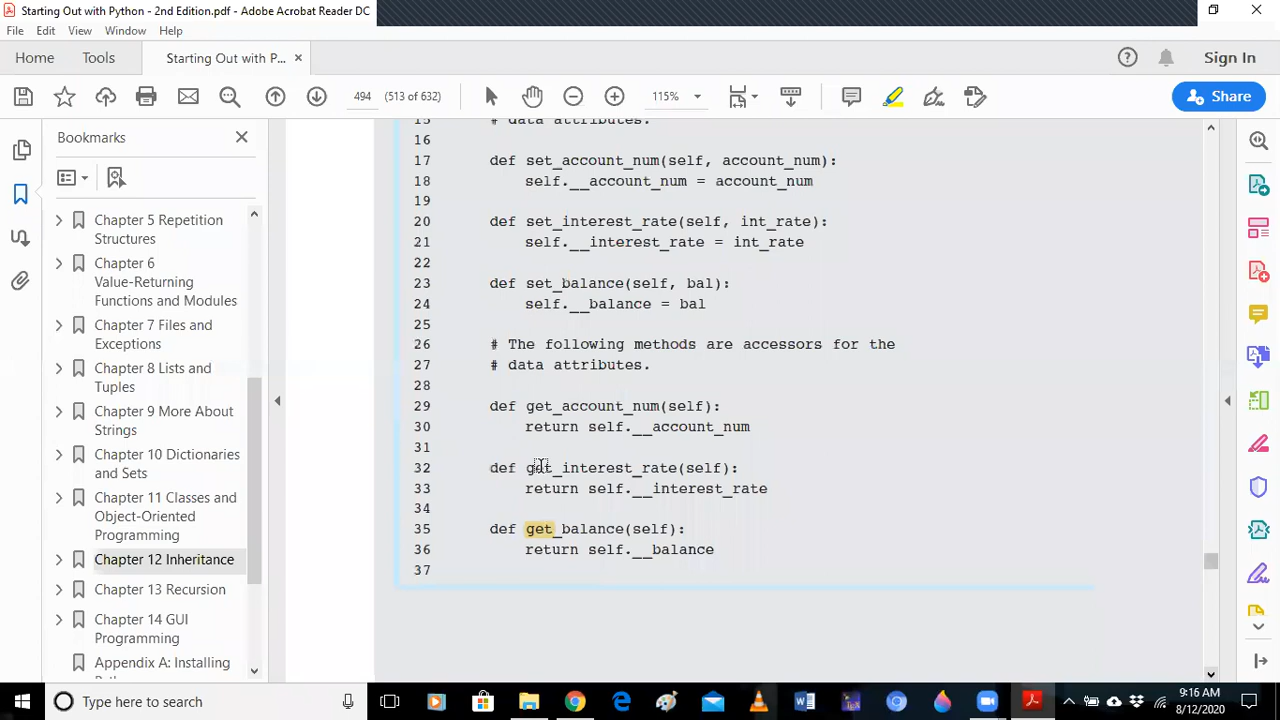 Starting Out with Python - 2nd Edition.pdf - Adobe Acrobat Reader DC
File Edit View Window Help
Home Tools Starting Out with P... × Sign In
494 (513 of 632) 115% Share
Bookmarks
Chapter 5 Repetition
Structures
Chapter 6
Value-Returning
Functions and Modules
Chapter 7 Files and
Exceptions
Chapter 8 Lists and
Tuples
Chapter 9 More About
Strings
Chapter 10 Dictionaries
and Sets
Chapter 11 Classes and
Object-Oriented
Programming
Chapter 12 Inheritance
Chapter 13 Recursion
Chapter 14 GUI
Programming
Appendix A: Installing
15 # data attributes.
16
17 def set_account_num(self, account_num):
18 self.__account_num = account_num
19
20 def set_interest_rate(self, int_rate):
21 self.__interest_rate = int_rate
22
23 def set_balance(self, bal):
24 self.__balance = bal
25
26 # The following methods are accessors for the
27 # data attributes.
28
29 def get_account_num(self):
30 return self.__account_num
31
32 def get_interest_rate(self):
33 return self.__interest_rate
34
35 def get_balance(self):
36 return self.__balance
37
Type here to search
9:16 AM
8/12/2020